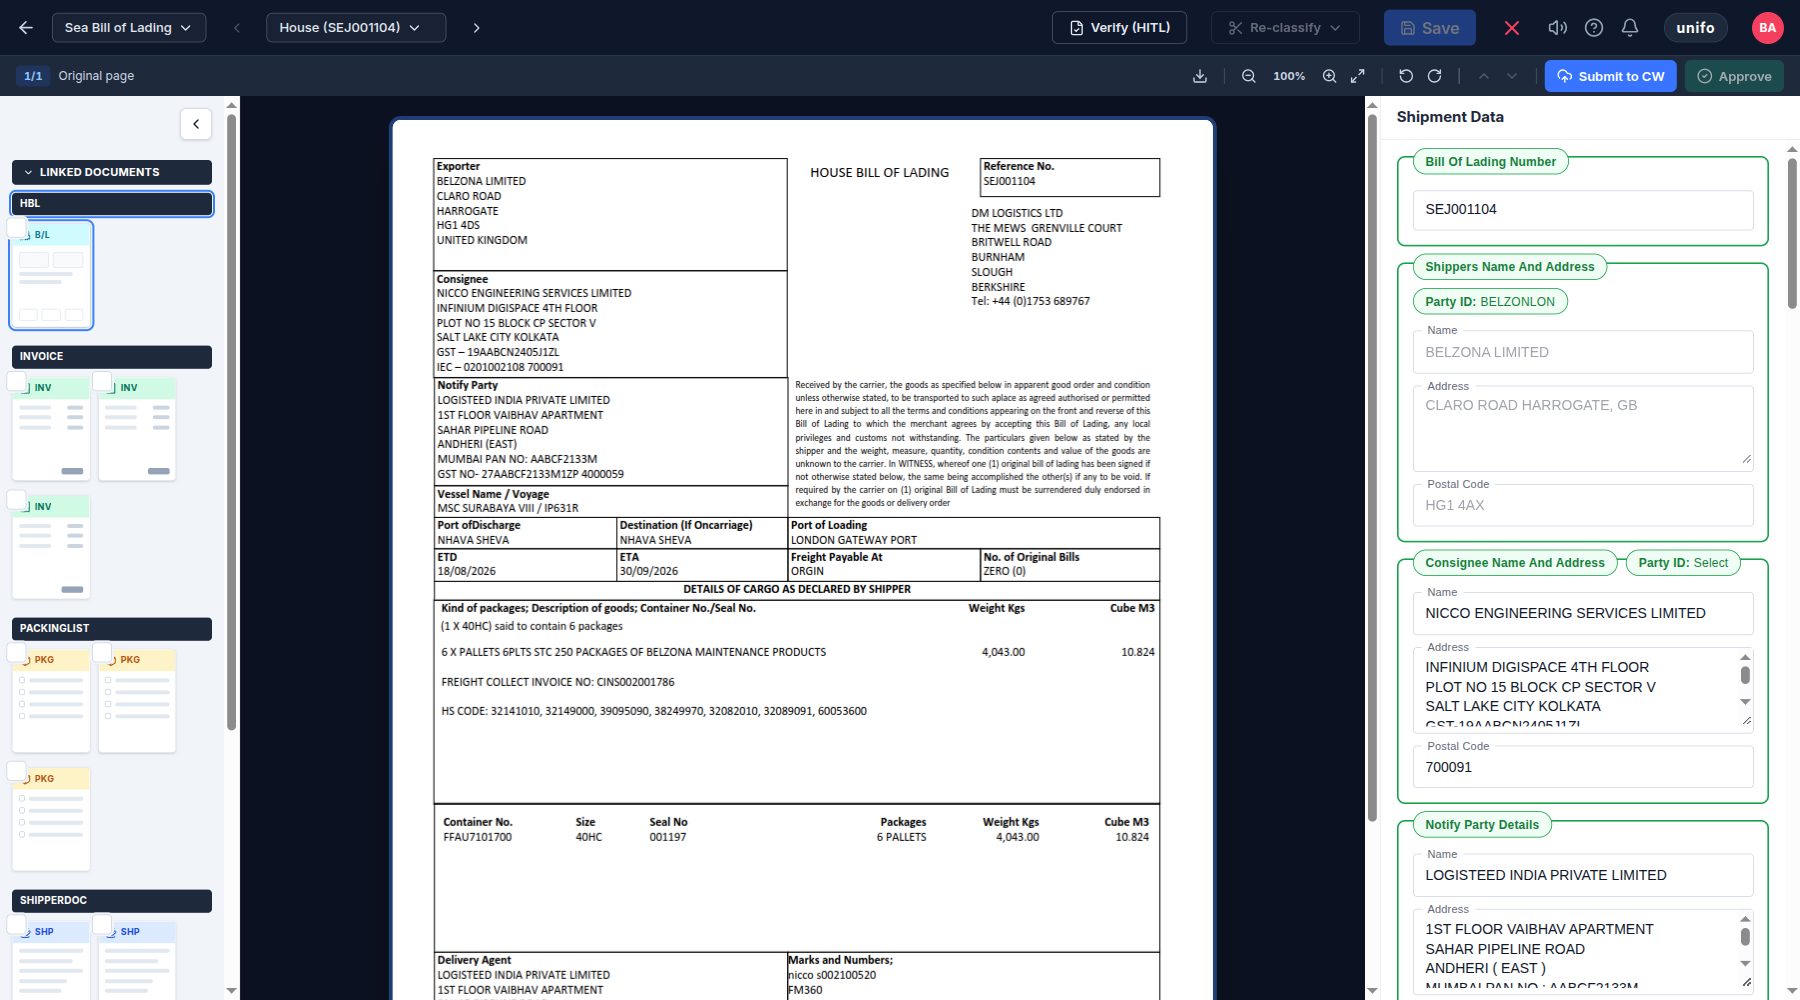 Sea Bill of Lading
House (SEJ001104)
Verify (HITL)
Re-classify
Save
unifo
BA
1/1
Original page
100%
Submit to CW
Approve
LINKED DOCUMENTS
HBL
B/L
INVOICE
INV
INV
INV
PACKINGLIST
PKG
PKG
PKG
SHIPPERDOC
SHP
SHP
Exporter
BELZONA LIMITED
CLARO ROAD
HARROGATE
HG1 4DS
UNITED KINGDOM
HOUSE BILL OF LADING
Reference No.
SEJ001104
DM LOGISTICS LTD
THE MEWS  GRENVILLE COURT
BRITWELL ROAD
BURNHAM
SLOUGH
BERKSHIRE
Tel: +44 (0)1753 689767
Consignee
NICCO ENGINEERING SERVICES LIMITED
INFINIUM DIGISPACE 4TH FLOOR
PLOT NO 15 BLOCK CP SECTOR V
SALT LAKE CITY KOLKATA
GST – 19AABCN2405J1ZL
IEC – 0201002108 700091
Notify Party
LOGISTEED INDIA PRIVATE LIMITED
1ST FLOOR VAIBHAV APARTMENT
SAHAR PIPELINE ROAD
ANDHERI (EAST)
MUMBAI PAN NO: AABCF2133M
GST NO- 27AABCF2133M1ZP 4000059
Received by the carrier, the goods as specified below in apparent good order and condition
unless otherwise stated, to be transported to such aplace as agreed authorised or permitted
here in and subject to all the terms and conditions appearing on the front and reverse of this
Bill of Lading to which the merchant agrees by accepting this Bill of Lading, any local
privileges and customs not withstanding. The particulars given below as stated by the
shipper and the weight, measure, quantity, condition contents and value of the goods are
unknown to the carrier. In WITNESS, whereof one (1) original bill of lading has been signed if
not otherwise stated below, the same being accomplished the other(s) if any to be void. If
required by the carrier on (1) original Bill of Lading must be surrendered duly endorsed in
exchange for the goods or delivery order
Vessel Name / Voyage
MSC SURABAYA VIII / IP631R
Port ofDischarge
NHAVA SHEVA
Destination (If Oncarriage)
NHAVA SHEVA
Port of Loading
LONDON GATEWAY PORT
ETD
18/08/2026
ETA
30/09/2026
Freight Payable At
ORGIN
No. of Original Bills
ZERO (0)
DETAILS OF CARGO AS DECLARED BY SHIPPER
Kind of packages; Description of goods; Container No./Seal No. Weight Kgs Cube M3
(1 X 40HC) said to contain 6 packages
6 X PALLETS 6PLTS STC 250 PACKAGES OF BELZONA MAINTENANCE PRODUCTS 4,043.00 10.824
FREIGHT COLLECT INVOICE NO: CINS002001786
HS CODE: 32141010, 32149000, 39095090, 38249970, 32082010, 32089091, 60053600
Container No. Size Seal No Packages Weight Kgs Cube M3
FFAU7101700 40HC 001197 6 PALLETS 4,043.00 10.824
Delivery Agent
LOGISTEED INDIA PRIVATE LIMITED
1ST FLOOR VAIBHAV APARTMENT
Marks and Numbers;
nicco s002100520
FM360
Shipment Data
Bill Of Lading Number
SEJ001104
Shippers Name And Address
Party ID: BELZONLON
Name
BELZONA LIMITED
Address
CLARO ROAD HARROGATE, GB
Postal Code
HG1 4AX
Consignee Name And Address
Party ID: Select
Name
NICCO ENGINEERING SERVICES LIMITED
Address
INFINIUM DIGISPACE 4TH FLOOR
PLOT NO 15 BLOCK CP SECTOR V
SALT LAKE CITY KOLKATA
GST-19AABCN2405J1ZL
Postal Code
700091
Notify Party Details
Name
LOGISTEED INDIA PRIVATE LIMITED
Address
1ST FLOOR VAIBHAV APARTMENT
SAHAR PIPELINE ROAD
ANDHERI ( EAST )
MUMBAI PAN NO : AABCF2133M